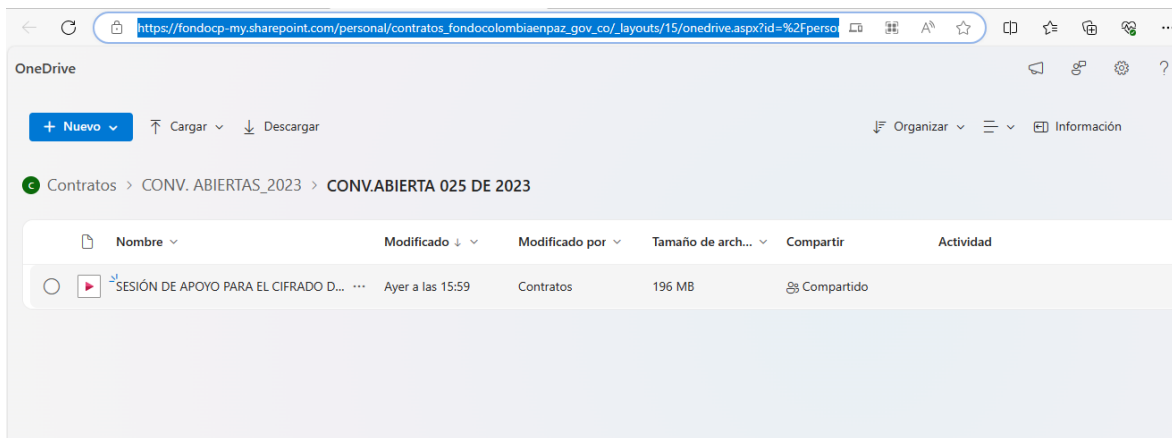 https://fondocp-my.sharepoint.com/personal/contratos_fondocolombiaenpaz_gov_co/_layouts/15/onedrive.aspx?id=%2Fperso
OneDrive
+ Nuevo Cargar Descargar Organizar Información
C Contratos > CONV. ABIERTAS_2023 > CONV.ABIERTA 025 DE 2023
Nombre Modificado ↓ Modificado por Tamaño de arch... Compartir Actividad
SESIÓN DE APOYO PARA EL CIFRADO D... ··· Ayer a las 15:59 Contratos 196 MB Compartido